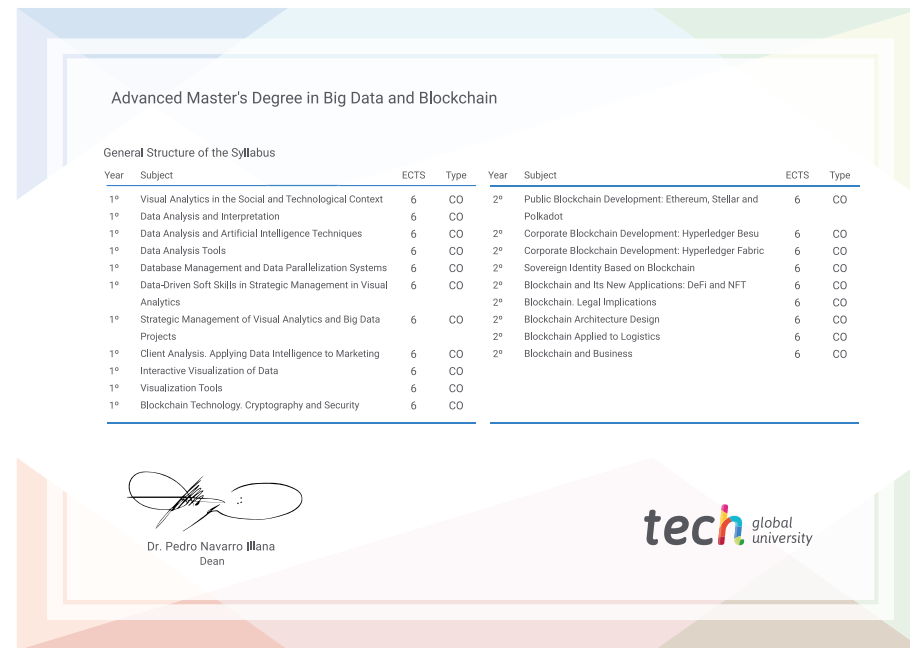 Advanced Master's Degree in Big Data and Blockchain
General Structure of the Syllabus
Year Subject ECTS Type
1º Visual Analytics in the Social and Technological Context 6 CO
1º Data Analysis and Interpretation 6 CO
1º Data Analysis and Artificial Intelligence Techniques 6 CO
1º Data Analysis Tools 6 CO
1º Database Management and Data Parallelization Systems 6 CO
1º Data-Driven Soft Skills in Strategic Management in Visual 6 CO
Analytics
1º Strategic Management of Visual Analytics and Big Data 6 CO
Projects
1º Client Analysis. Applying Data Intelligence to Marketing 6 CO
1º Interactive Visualization of Data 6 CO
1º Visualization Tools 6 CO
1º Blockchain Technology. Cryptography and Security 6 CO
Year Subject ECTS Type
2º Public Blockchain Development: Ethereum, Stellar and 6 CO
Polkadot
2º Corporate Blockchain Development: Hyperledger Besu 6 CO
2º Corporate Blockchain Development: Hyperledger Fabric 6 CO
2º Sovereign Identity Based on Blockchain 6 CO
2º Blockchain and Its New Applications: DeFi and NFT 6 CO
2º Blockchain. Legal Implications 6 CO
2º Blockchain Architecture Design 6 CO
2º Blockchain Applied to Logistics 6 CO
2º Blockchain and Business 6 CO
Dr. Pedro Navarro Illana
Dean
tech global
university